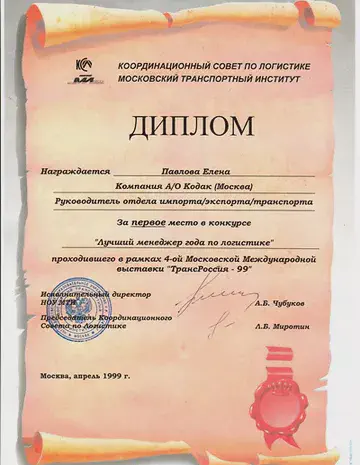 КООРДИНАЦИОННЫЙ СОВЕТ ПО ЛОГИСТИКЕ
МОСКОВСКИЙ ТРАНСПОРТНЫЙ ИНСТИТУТ
ДИПЛОМ
Награждается Павлова Елена
Компания А/О Кодак (Москва)
Руководитель отдела импорта/экспорта/транспорта
За первое место в конкурсе
"Лучший менеджер года по логистике"
проходившего в рамках 4-ой Московской Международной
выставки "ТрансРоссия - 99"
Исполнительный директор
НОУ МТИ А.Б. Чубуков
Председатель Координационного
Совета по Логистике Л.Б. Миротин
Москва, апрель 1999 г.